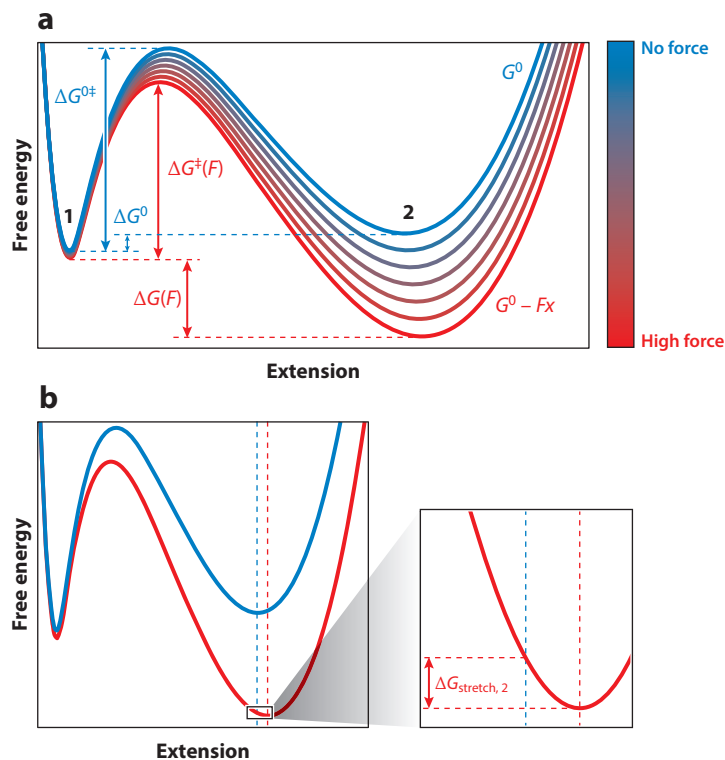 a
No force
G⁰
ΔG⁰‡
ΔG‡(F)
1
2
ΔG⁰
Free energy
ΔG(F)
G⁰ – Fx
High force
Extension
b
Free energy
ΔGstretch, 2
Extension